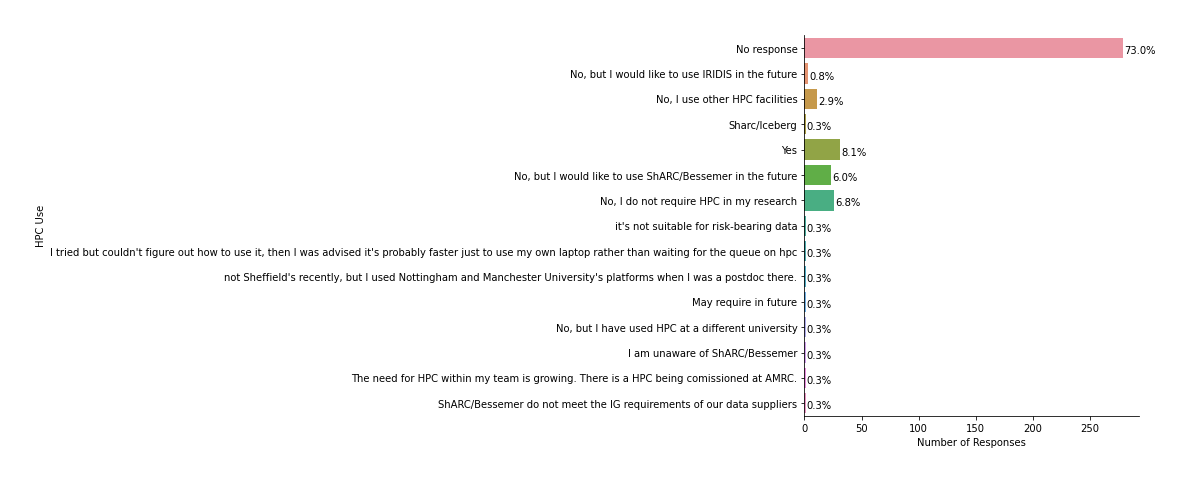 No response
73.0%
No, but I would like to use IRIDIS in the future
0.8%
No, I use other HPC facilities
2.9%
Sharc/Iceberg
0.3%
Yes
8.1%
No, but I would like to use ShARC/Bessemer in the future
6.0%
No, I do not require HPC in my research
6.8%
it's not suitable for risk-bearing data
0.3%
HPC Use
I tried but couldn't figure out how to use it, then I was advised it's probably faster just to use my own laptop rather than waiting for the queue on hpc
0.3%
not Sheffield's recently, but I used Nottingham and Manchester University's platforms when I was a postdoc there.
0.3%
May require in future
0.3%
No, but I have used HPC at a different university
0.3%
I am unaware of ShARC/Bessemer
0.3%
The need for HPC within my team is growing. There is a HPC being comissioned at AMRC.
0.3%
ShARC/Bessemer do not meet the IG requirements of our data suppliers
0.3%
0 50 100 150 200 250
Number of Responses